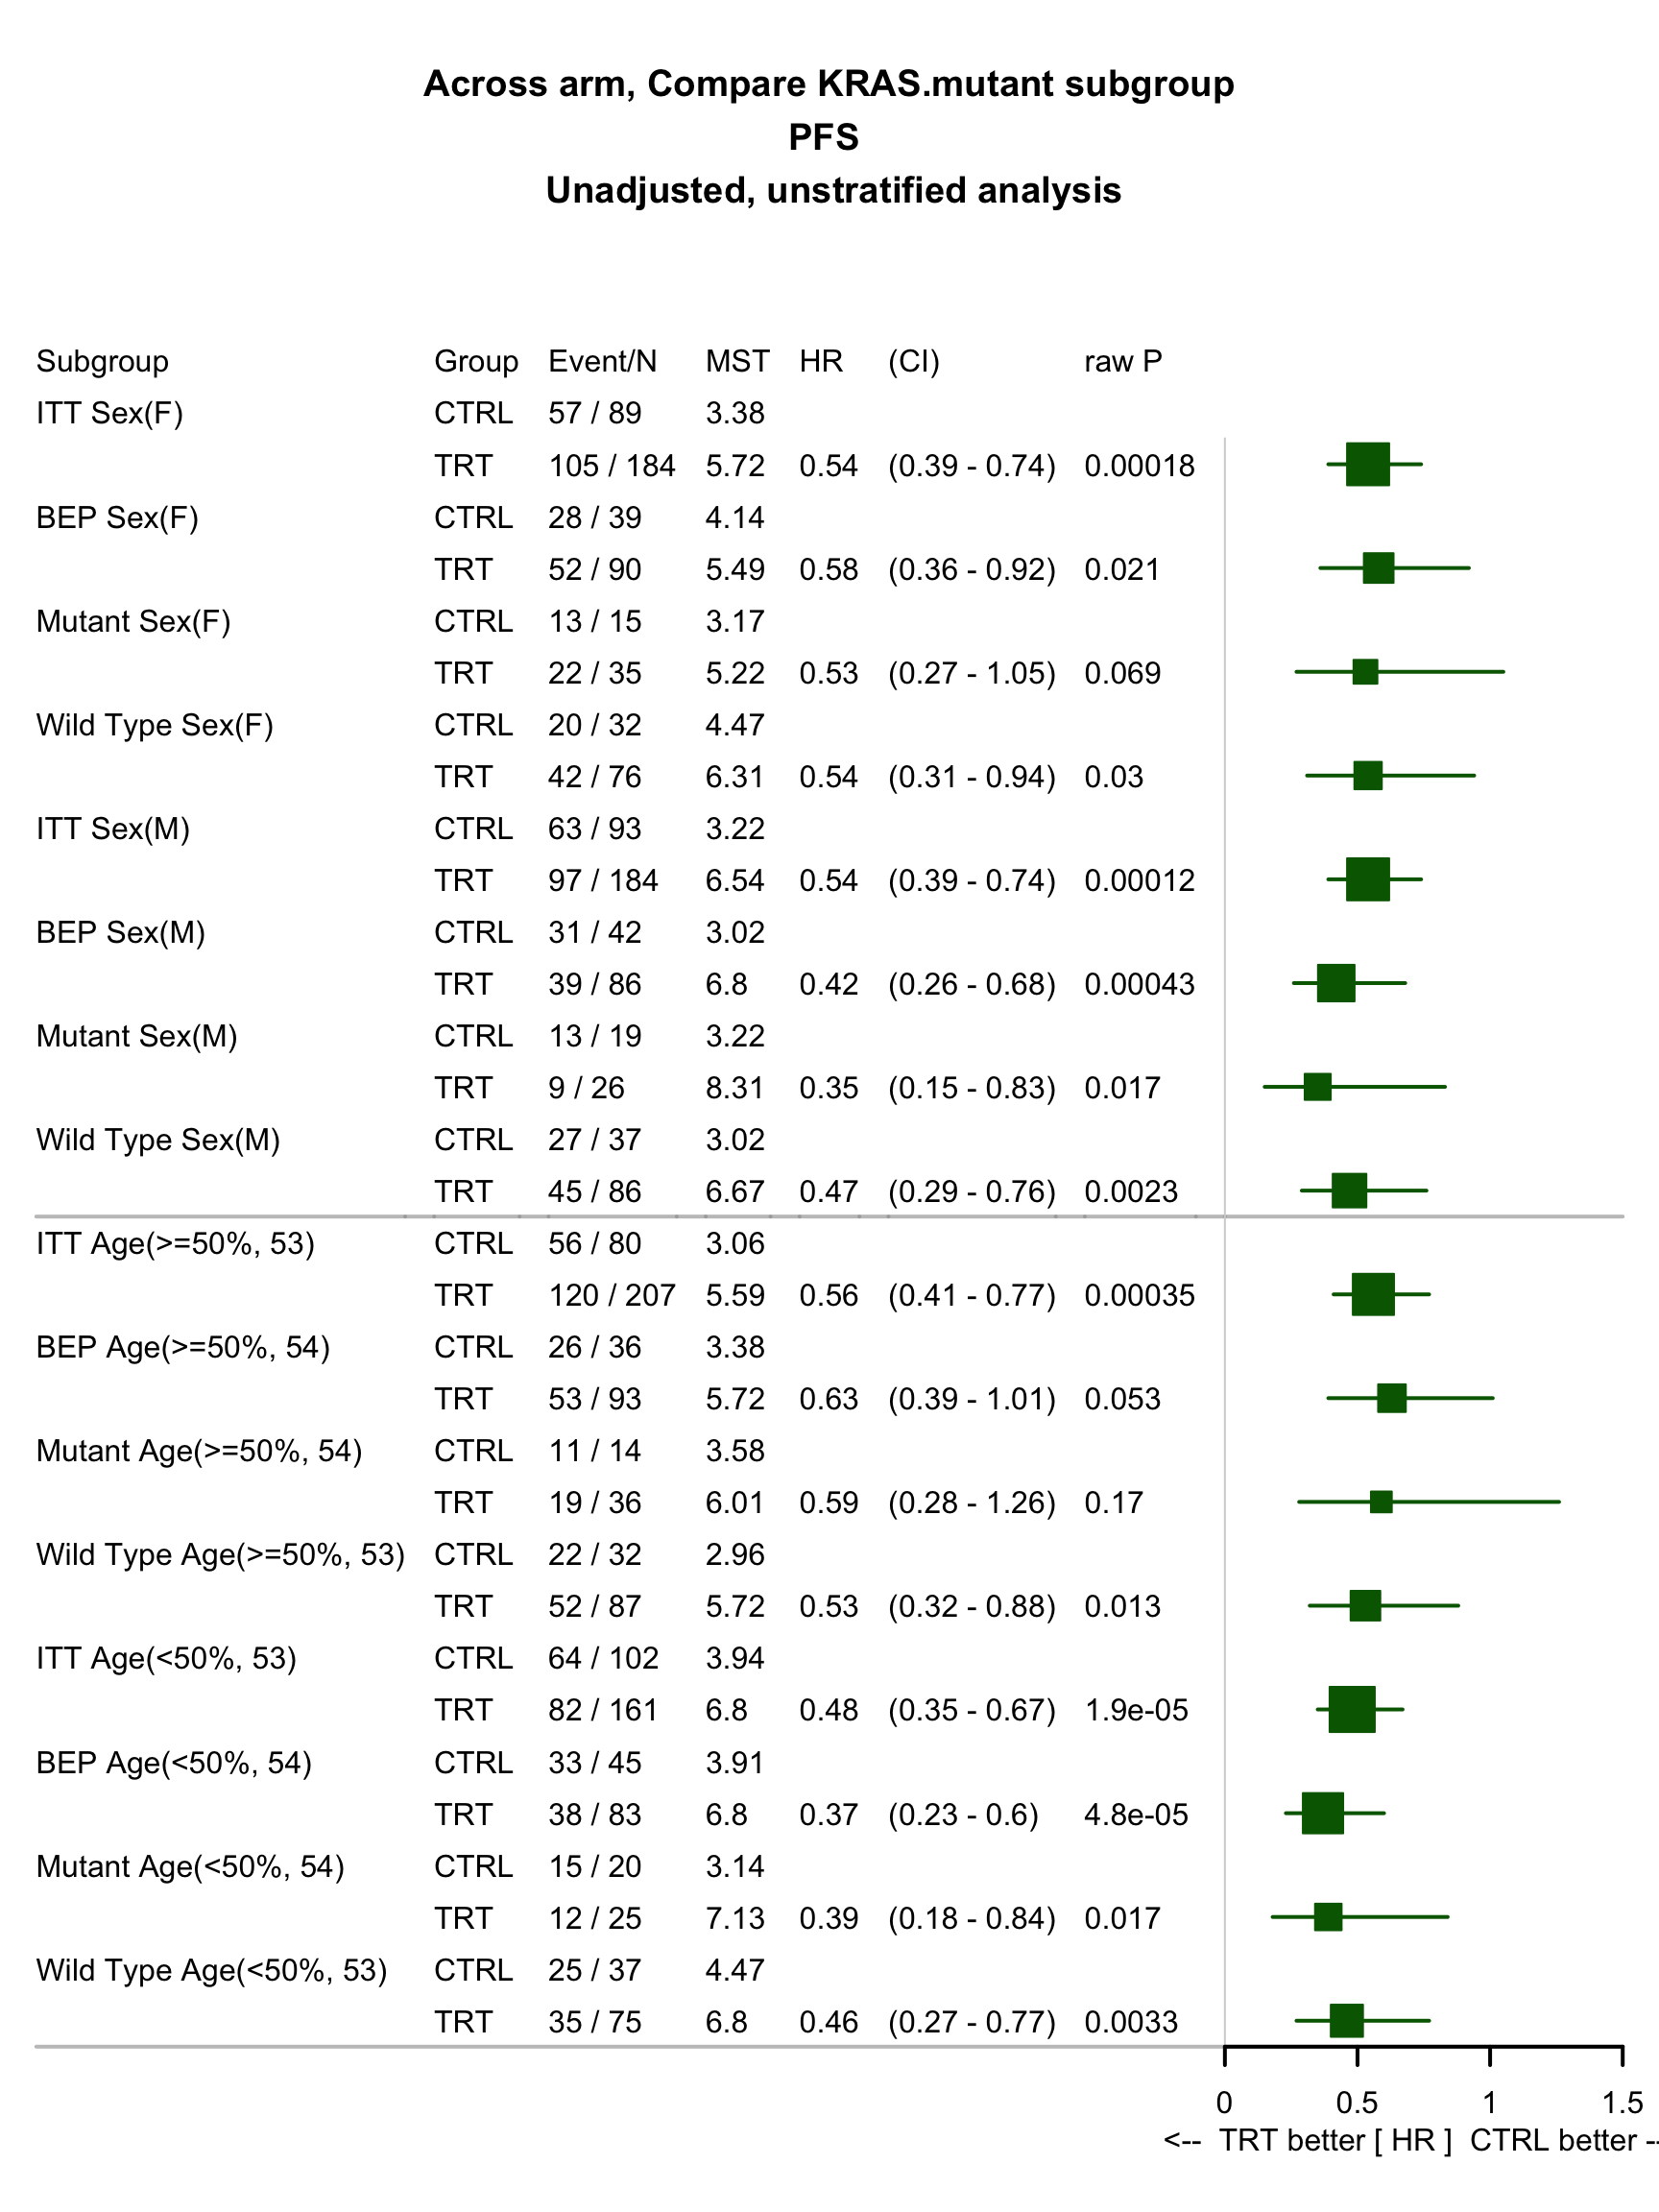 Across arm, Compare KRAS.mutant subgroup
PFS
Unadjusted, unstratified analysis
Subgroup Group Event/N MST HR (CI) raw P
ITT Sex(F) CTRL 57 / 89 3.38
TRT 105 / 184 5.72 0.54 (0.39 - 0.74) 0.00018
BEP Sex(F) CTRL 28 / 39 4.14
TRT 52 / 90 5.49 0.58 (0.36 - 0.92) 0.021
Mutant Sex(F) CTRL 13 / 15 3.17
TRT 22 / 35 5.22 0.53 (0.27 - 1.05) 0.069
Wild Type Sex(F) CTRL 20 / 32 4.47
TRT 42 / 76 6.31 0.54 (0.31 - 0.94) 0.03
ITT Sex(M) CTRL 63 / 93 3.22
TRT 97 / 184 6.54 0.54 (0.39 - 0.74) 0.00012
BEP Sex(M) CTRL 31 / 42 3.02
TRT 39 / 86 6.8 0.42 (0.26 - 0.68) 0.00043
Mutant Sex(M) CTRL 13 / 19 3.22
TRT 9 / 26 8.31 0.35 (0.15 - 0.83) 0.017
Wild Type Sex(M) CTRL 27 / 37 3.02
TRT 45 / 86 6.67 0.47 (0.29 - 0.76) 0.0023
ITT Age(>=50%, 53) CTRL 56 / 80 3.06
TRT 120 / 207 5.59 0.56 (0.41 - 0.77) 0.00035
BEP Age(>=50%, 54) CTRL 26 / 36 3.38
TRT 53 / 93 5.72 0.63 (0.39 - 1.01) 0.053
Mutant Age(>=50%, 54) CTRL 11 / 14 3.58
TRT 19 / 36 6.01 0.59 (0.28 - 1.26) 0.17
Wild Type Age(>=50%, 53) CTRL 22 / 32 2.96
TRT 52 / 87 5.72 0.53 (0.32 - 0.88) 0.013
ITT Age(<50%, 53) CTRL 64 / 102 3.94
TRT 82 / 161 6.8 0.48 (0.35 - 0.67) 1.9e-05
BEP Age(<50%, 54) CTRL 33 / 45 3.91
TRT 38 / 83 6.8 0.37 (0.23 - 0.6) 4.8e-05
Mutant Age(<50%, 54) CTRL 15 / 20 3.14
TRT 12 / 25 7.13 0.39 (0.18 - 0.84) 0.017
Wild Type Age(<50%, 53) CTRL 25 / 37 4.47
TRT 35 / 75 6.8 0.46 (0.27 - 0.77) 0.0033
0 0.5 1 1.5
<-- TRT better [ HR ] CTRL better --